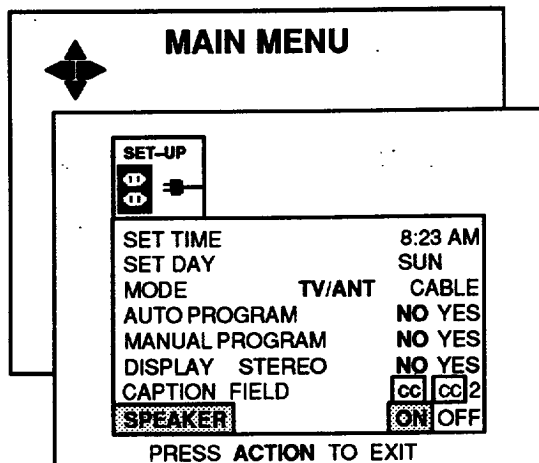 MAIN MENU
SET-UP
SET TIME 8:23 AM
SET DAY SUN
MODE TV/ANT CABLE
AUTO PROGRAM NO YES
MANUAL PROGRAM NO YES
DISPLAY STEREO NO YES
CAPTION FIELD CC CC 2
SPEAKER ON OFF
PRESS ACTION TO EXIT